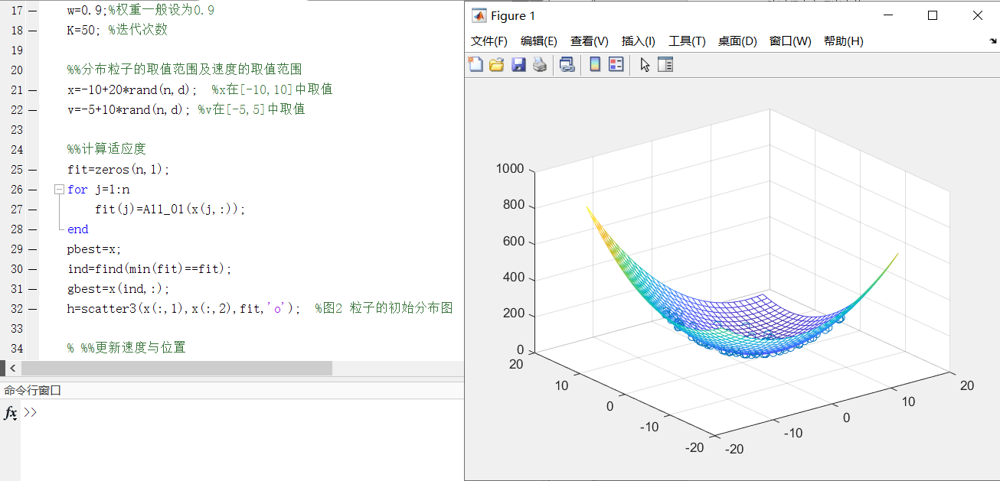 17 — w=0.9;%权重一般设为0.9
18 — K=50; %迭代次数
19
20 %%分布粒子的取值范围及速度的取值范围
21 — x=-10+20*rand(n,d); %x在[-10,10]中取值
22 — v=-5+10*rand(n,d); %v在[-5,5]中取值
23
24 %%计算适应度
25 — fit=zeros(n,1);
26 — for j=1:n
27 — fit(j)=A11_01(x(j,:));
28 — end
29 — pbest=x;
30 — ind=find(min(fit)==fit);
31 — gbest=x(ind,:);
32 — h=scatter3(x(:,1),x(:,2),fit,'o'); %图2 粒子的初始分布图
33
34 % %%更新速度与位置
命令行窗口
fx >>
Figure 1
文件(F) 编辑(E) 查看(V) 插入(I) 工具(T) 桌面(D) 窗口(W) 帮助(H)
1000
800
600
400
200
0
20
10
0
-10
-20
-20
-10
0
10
20